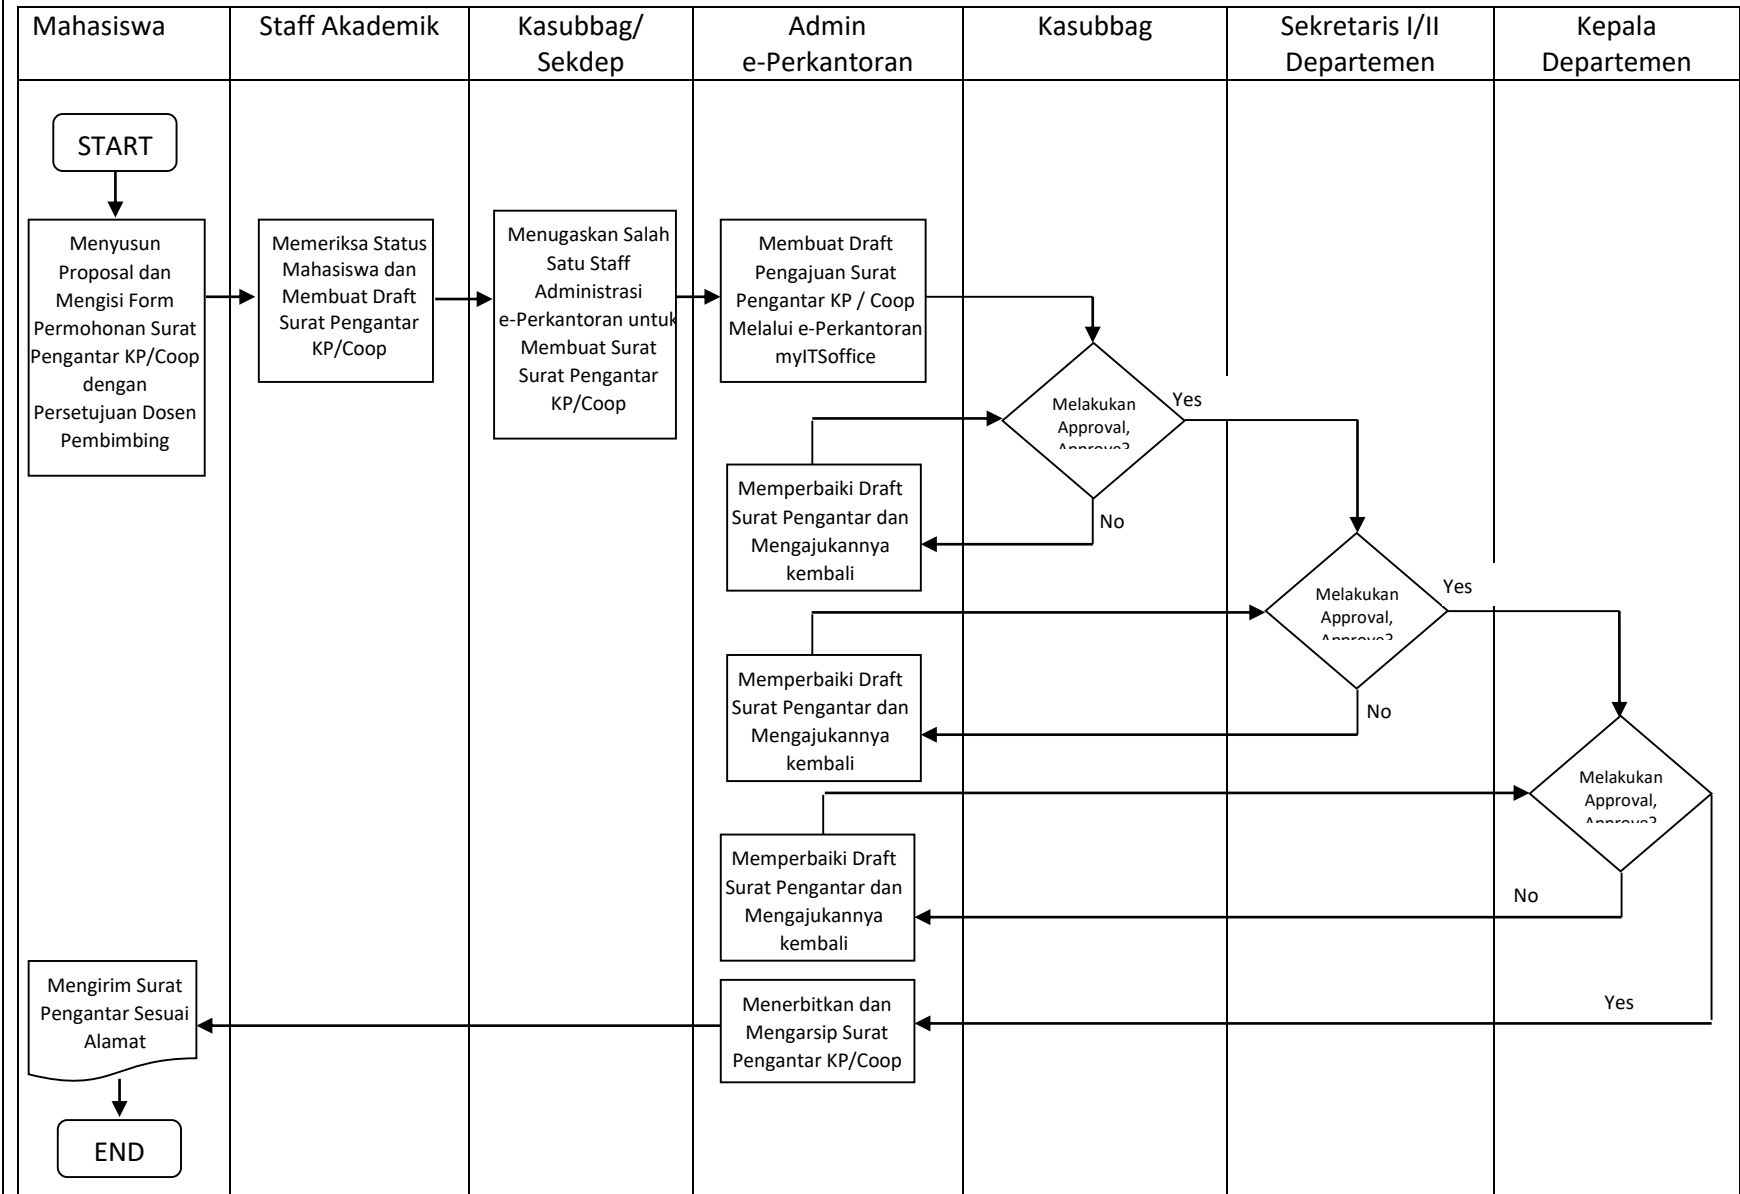 Mahasiswa
Staff Akademik
Kasubbag/
Sekdep
Admin
e-Perkantoran
Kasubbag
Sekretaris I/II
Departemen
Kepala
Departemen
START
Menyusun
Proposal dan
Mengisi Form
Permohonan Surat
Pengantar KP/Coop
dengan
Persetujuan Dosen
Pembimbing
Memeriksa Status
Mahasiswa dan
Membuat Draft
Surat Pengantar
KP/Coop
Menugaskan Salah
Satu Staff
Administrasi
e-Perkantoran untuk
Membuat Surat
Surat Pengantar
KP/Coop
Membuat Draft
Pengajuan Surat
Pengantar KP / Coop
Melalui e-Perkantoran
myITSoffice
Melakukan
Approval,
Approve?
Yes
No
Memperbaiki Draft
Surat Pengantar dan
Mengajukannya
kembali
Melakukan
Approval,
Approve?
Yes
No
Memperbaiki Draft
Surat Pengantar dan
Mengajukannya
kembali
Melakukan
Approval,
Approve?
No
Yes
Memperbaiki Draft
Surat Pengantar dan
Mengajukannya
kembali
Menerbitkan dan
Mengarsip Surat
Pengantar KP/Coop
Mengirim Surat
Pengantar Sesuai
Alamat
END